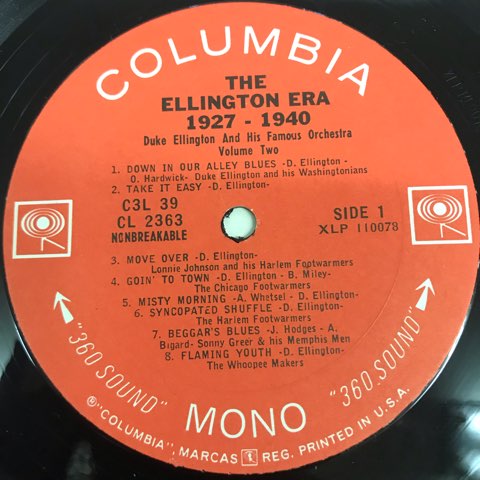 COLUMBIA
THE
ELLINGTON ERA
1927 - 1940
Duke Ellington And His Famous Orchestra
Volume Two
1. DOWN IN OUR ALLEY BLUES -D. Ellington-
O. Hardwick- Duke Ellington and his Washingtonians
2. TAKE IT EASY -D. Ellington-
C3L 39
CL 2363
NONBREAKABLE
SIDE 1
XLP 110078
3. MOVE OVER -D. Ellington-
Lonnie Johnson and his Harlem Footwarmers
4. GOIN' TO TOWN -D. Ellington - B. Miley-
The Chicago Footwarmers
5. MISTY MORNING -A. Whetsel - D. Ellington-
6. SYNCOPATED SHUFFLE -D. Ellington-
The Harlem Footwarmers
7. BEGGAR'S BLUES -J. Hodges - A.
Bigard- Sonny Greer & his Memphis Men
8. FLAMING YOUTH -D. Ellington-
The Whoopee Makers
"360 SOUND"
MONO
"360 SOUND"
® "COLUMBIA", MARCAS REG. PRINTED IN U.S.A.